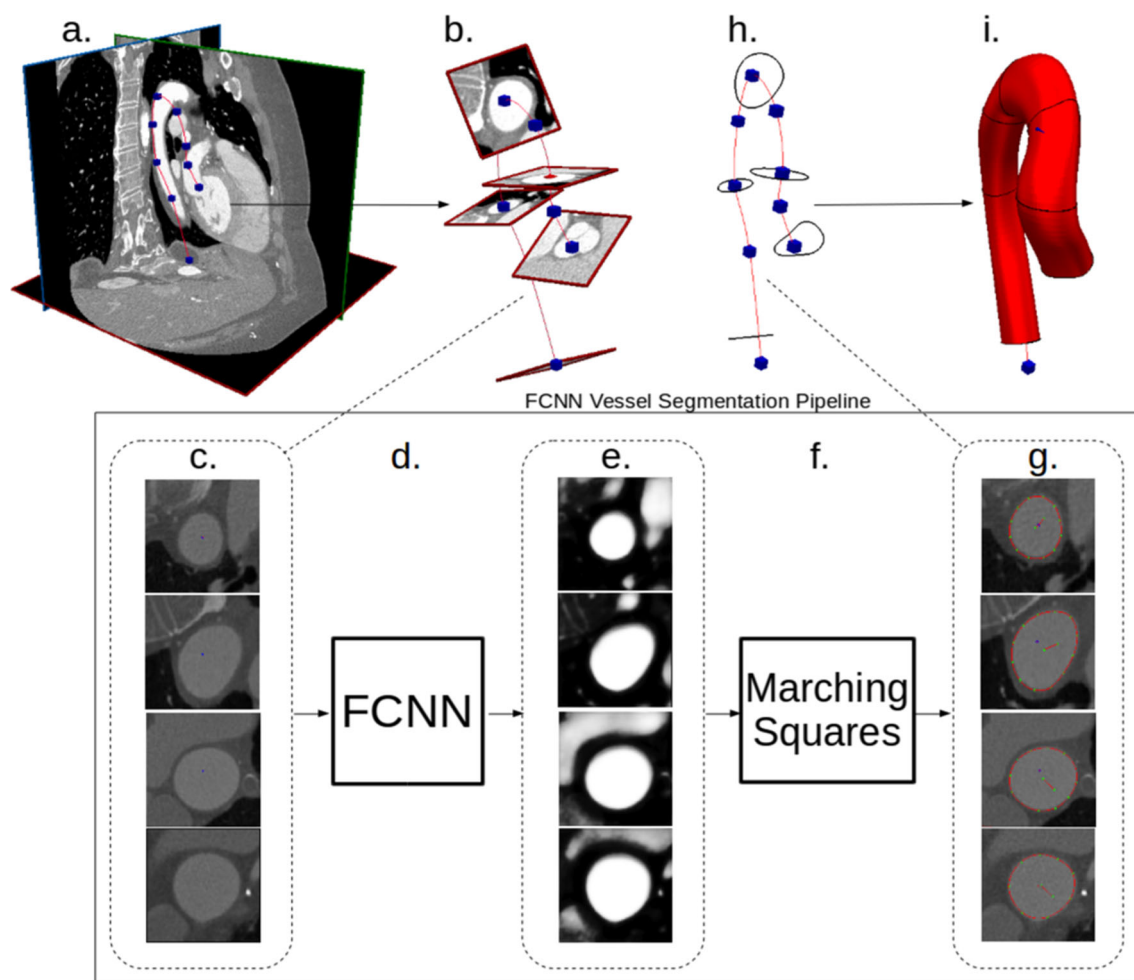 a.
b.
h.
i.
FCNN Vessel Segmentation Pipeline
c.
d.
e.
f.
g.
FCNN
Marching
Squares